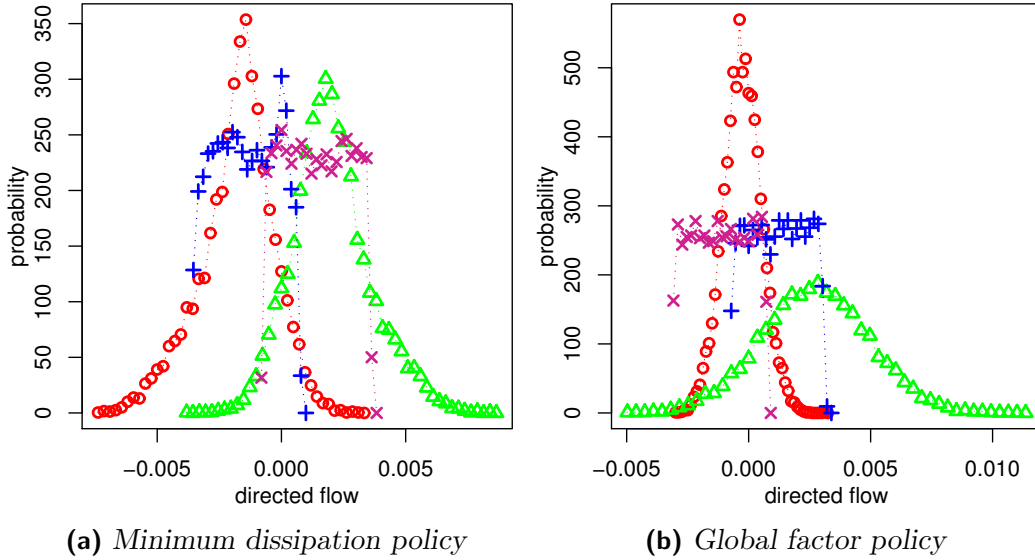 350
300
250
200
150
100
50
0
probability
−0.005 0.000 0.005
directed flow
(a) Minimum dissipation policy
500
400
300
200
100
0
probability
−0.005 0.000 0.005 0.010
directed flow
(b) Global factor policy